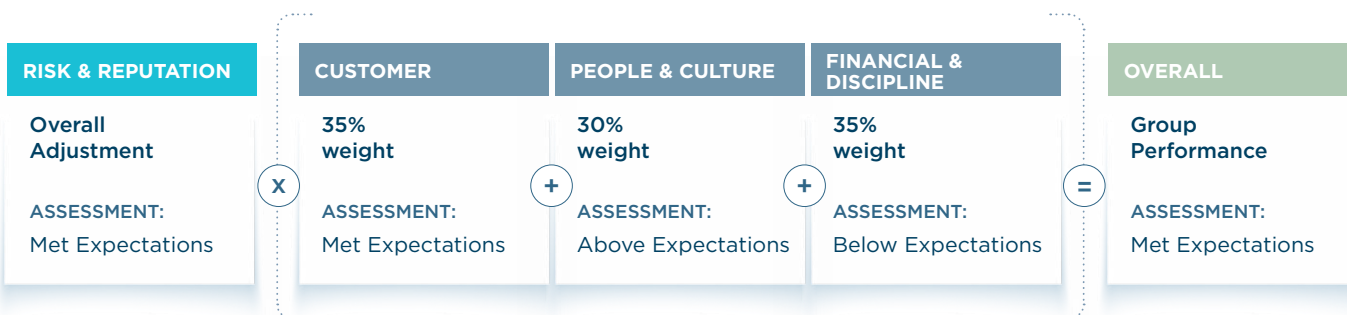 RISK & REPUTATION
Overall
Adjustment
ASSESSMENT:
Met Expectations
x
CUSTOMER
35%
weight
ASSESSMENT:
Met Expectations
+
PEOPLE & CULTURE
30%
weight
ASSESSMENT:
Above Expectations
+
FINANCIAL &
DISCIPLINE
35%
weight
ASSESSMENT:
Below Expectations
=
OVERALL
Group
Performance
ASSESSMENT:
Met Expectations